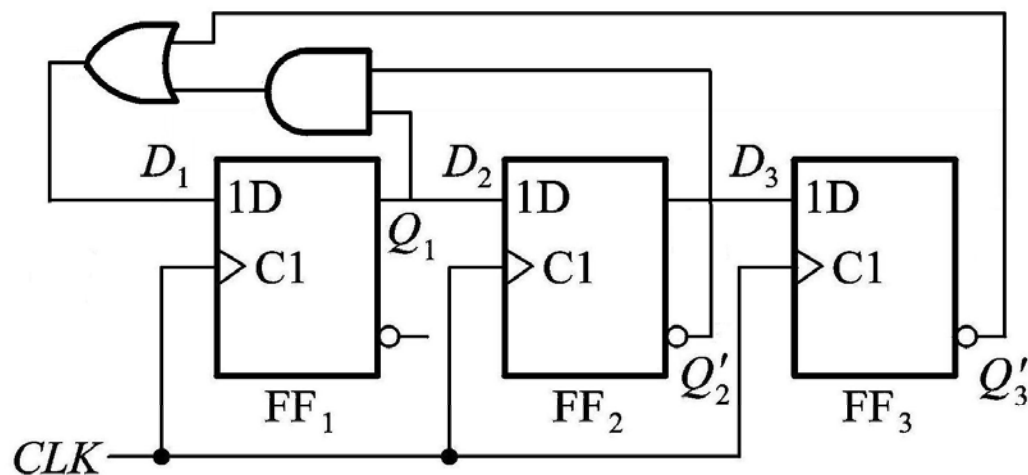 D₁
D₂
D₃
1D
1D
1D
Q₁
C1
C1
C1
Q₂′
Q₃′
FF₁
FF₂
FF₃
CLK